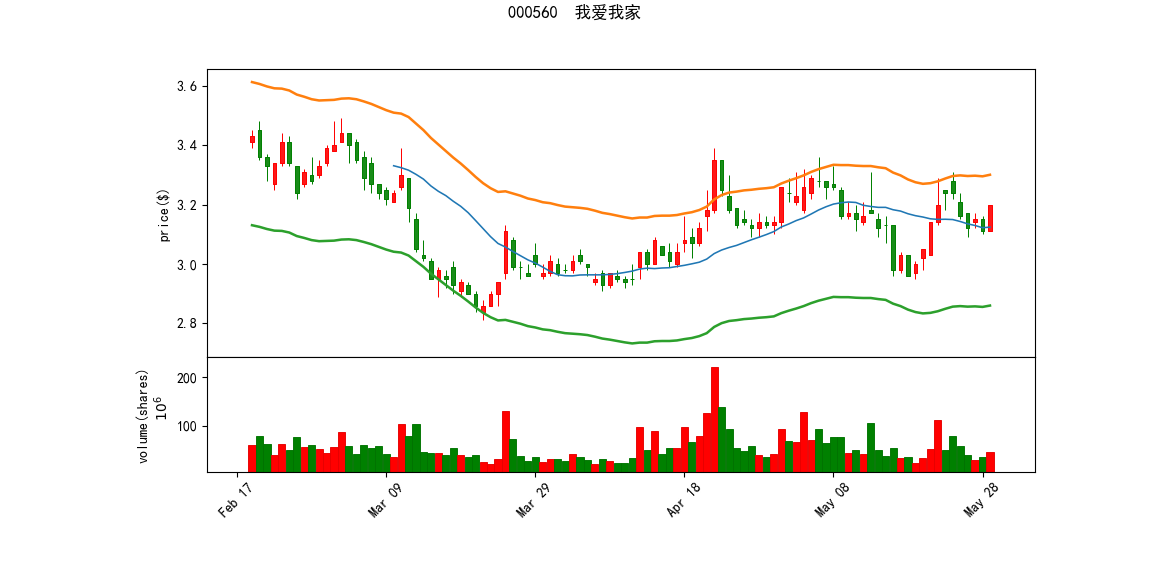 000560  我爱我家
price($)
3.6
3.4
3.2
3.0
2.8
volume(shares)
10^6
200
100
Feb 17
Mar 09
Mar 29
Apr 18
May 08
May 28